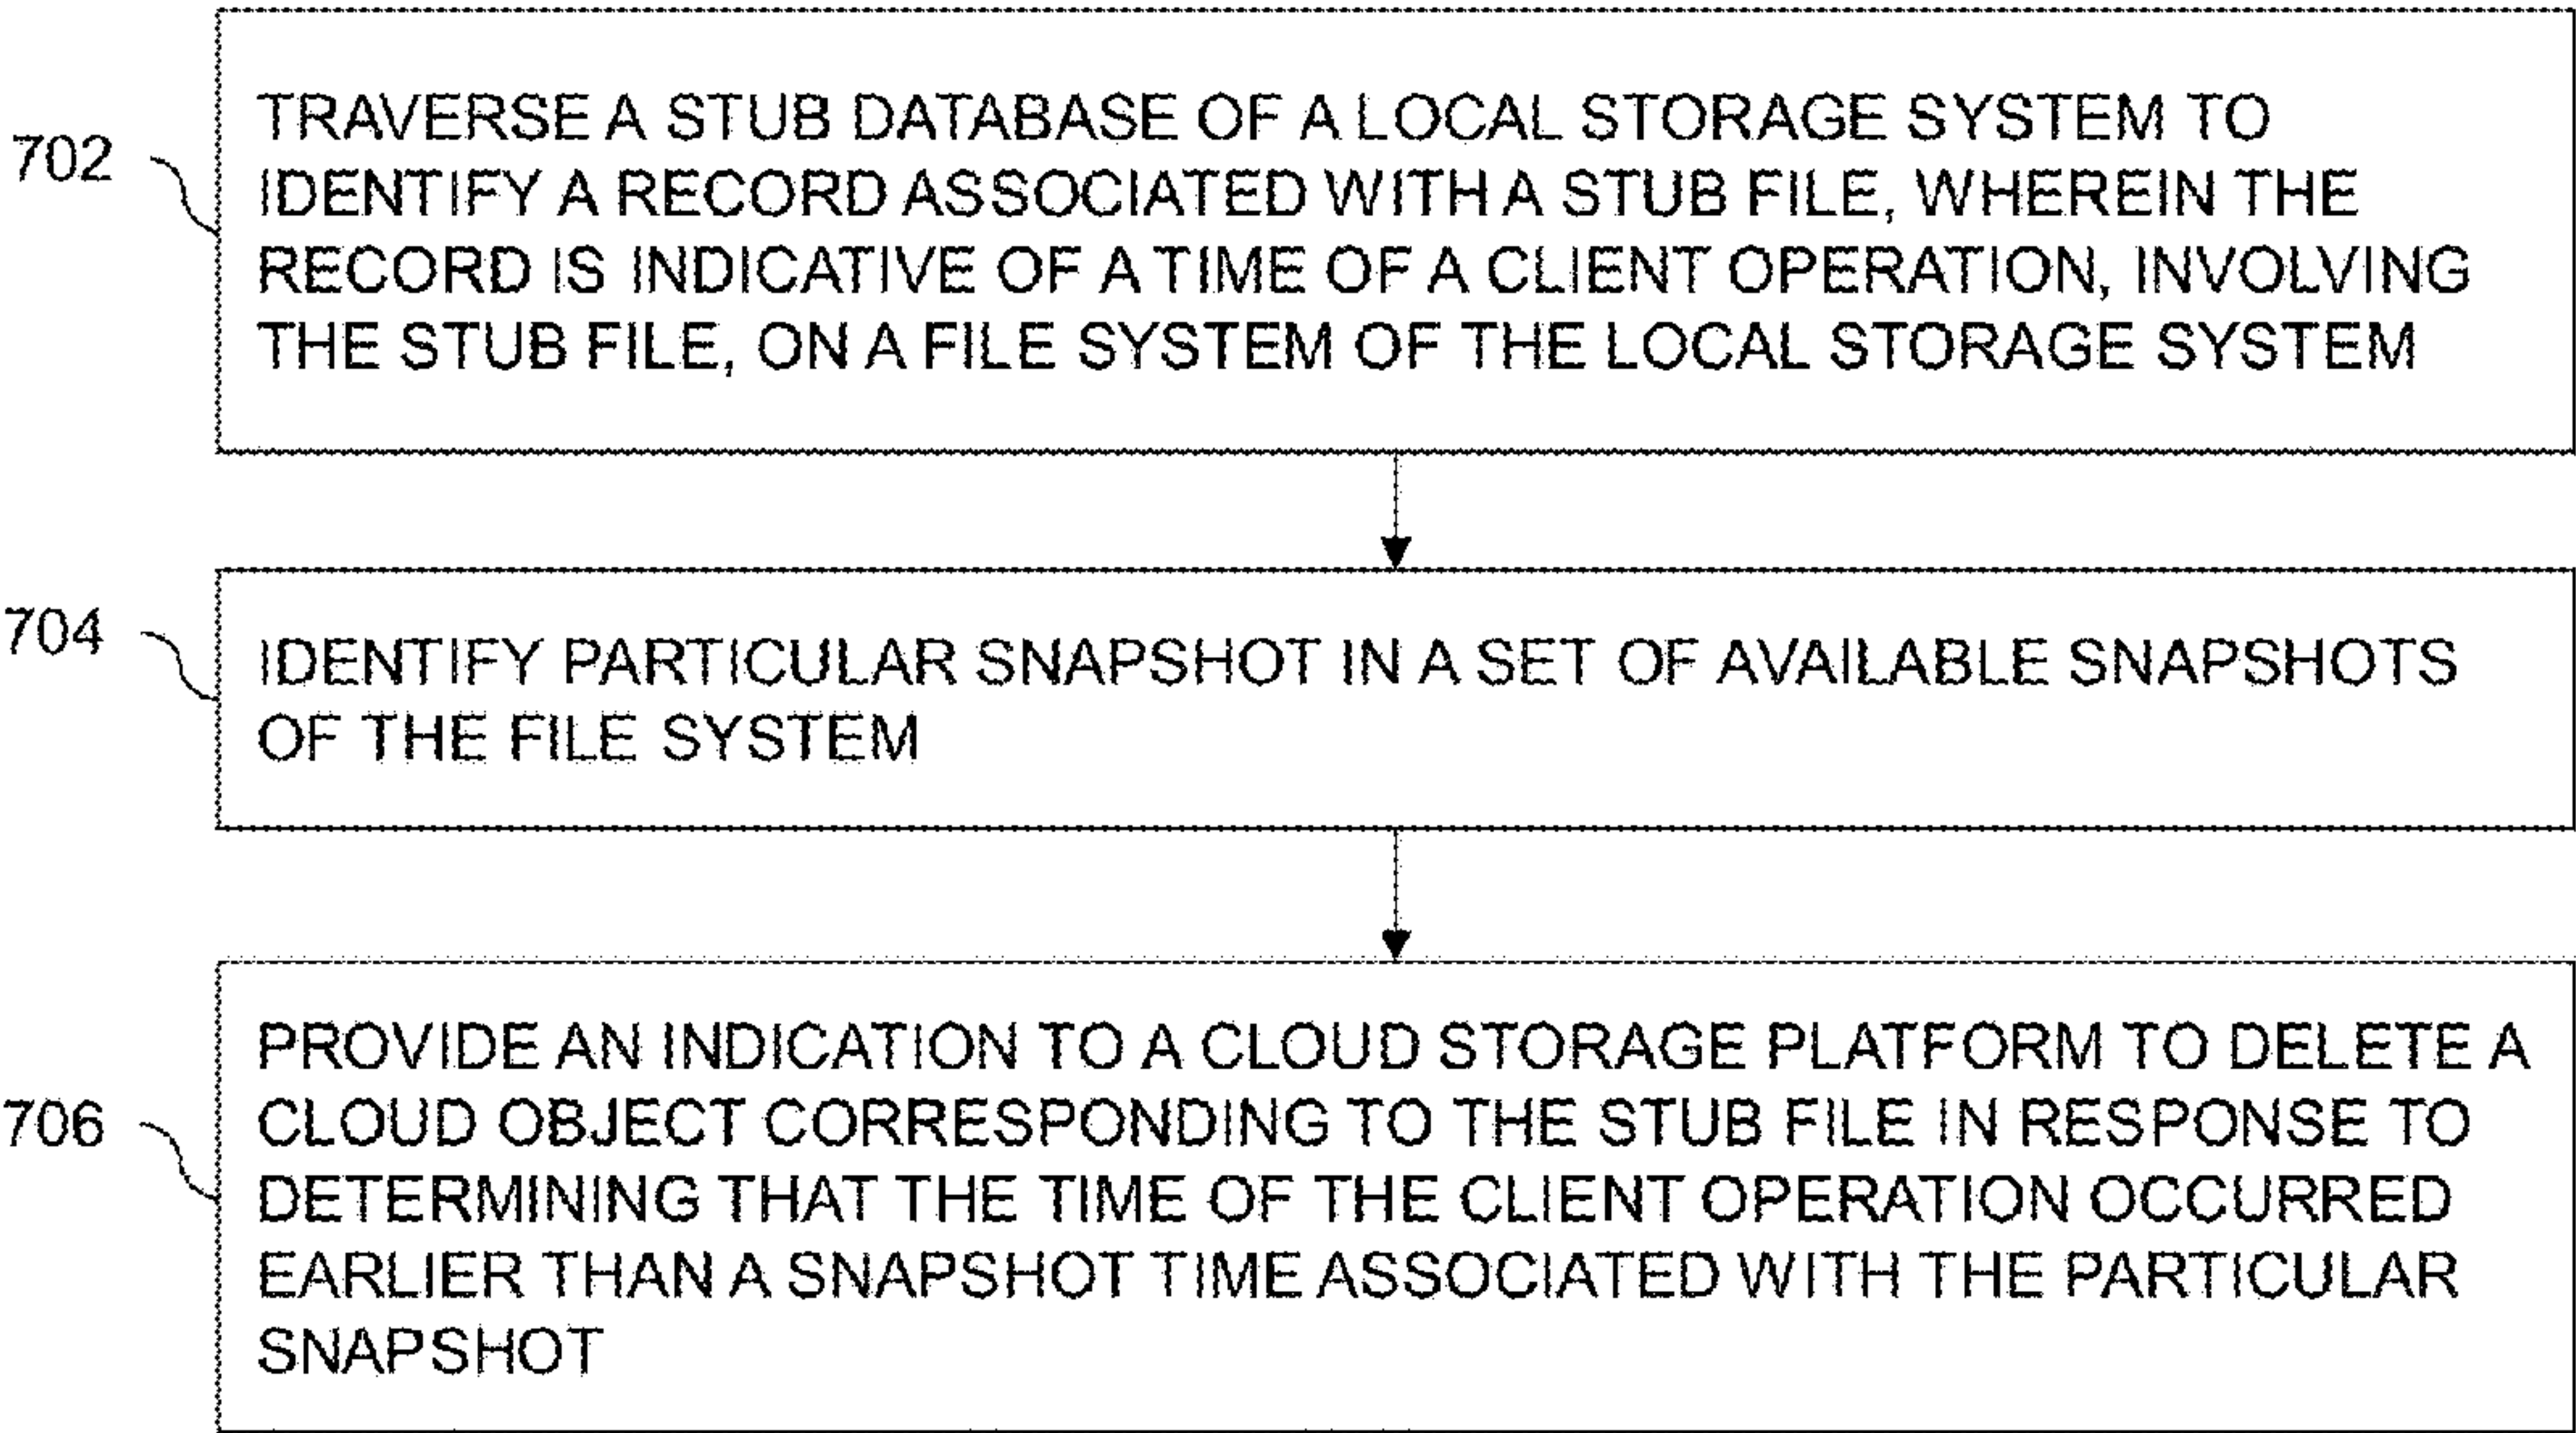 702
TRAVERSE A STUB DATABASE OF A LOCAL STORAGE SYSTEM TO
IDENTIFY A RECORD ASSOCIATED WITH A STUB FILE, WHEREIN THE
RECORD IS INDICATIVE OF A TIME OF A CLIENT OPERATION, INVOLVING
THE STUB FILE, ON A FILE SYSTEM OF THE LOCAL STORAGE SYSTEM
704
IDENTIFY PARTICULAR SNAPSHOT IN A SET OF AVAILABLE SNAPSHOTS
OF THE FILE SYSTEM
706
PROVIDE AN INDICATION TO A CLOUD STORAGE PLATFORM TO DELETE A
CLOUD OBJECT CORRESPONDING TO THE STUB FILE IN RESPONSE TO
DETERMINING THAT THE TIME OF THE CLIENT OPERATION OCCURRED
EARLIER THAN A SNAPSHOT TIME ASSOCIATED WITH THE PARTICULAR
SNAPSHOT